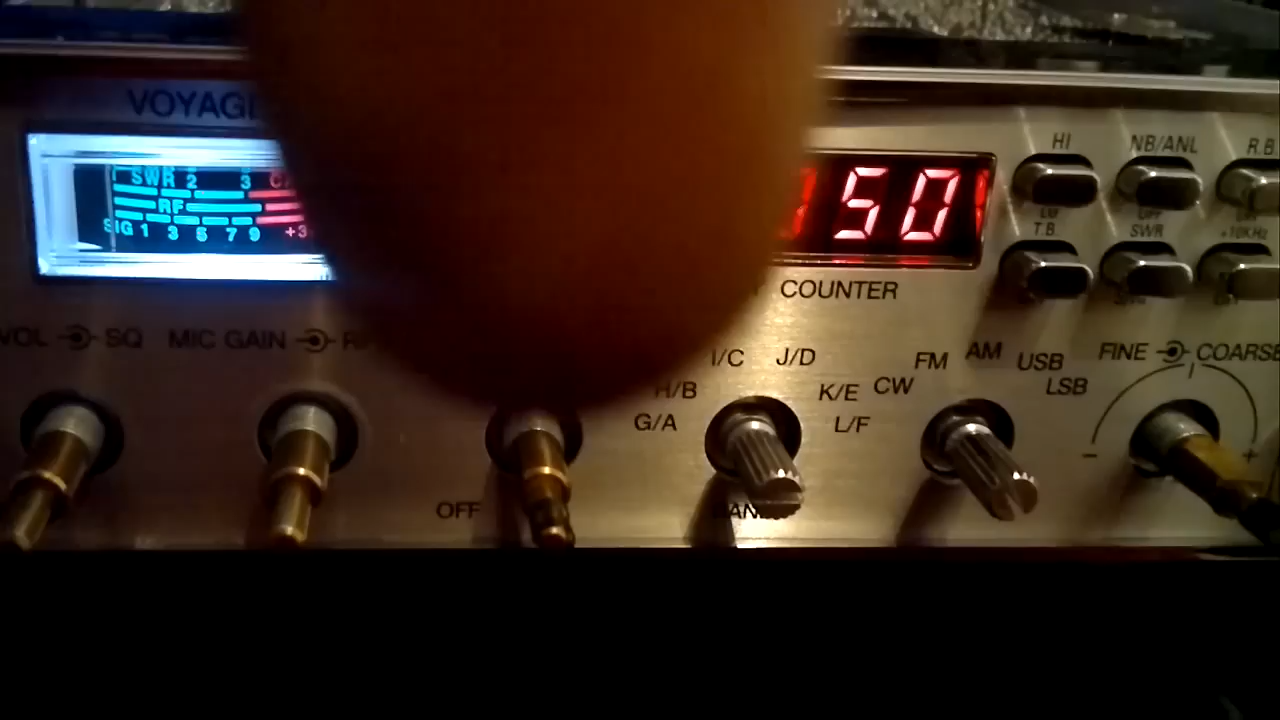 VOYAG
HI NB/ANL R.B.
SWR 2 3
RF
SIG 1 3 5 7 9 +3
50
T.B. SWR +10KHz
COUNTER
VOL SQ MIC GAIN
I/C J/D FM AM USB FINE COARSE
H/B K/E CW LSB
G/A L/F - +
OFF